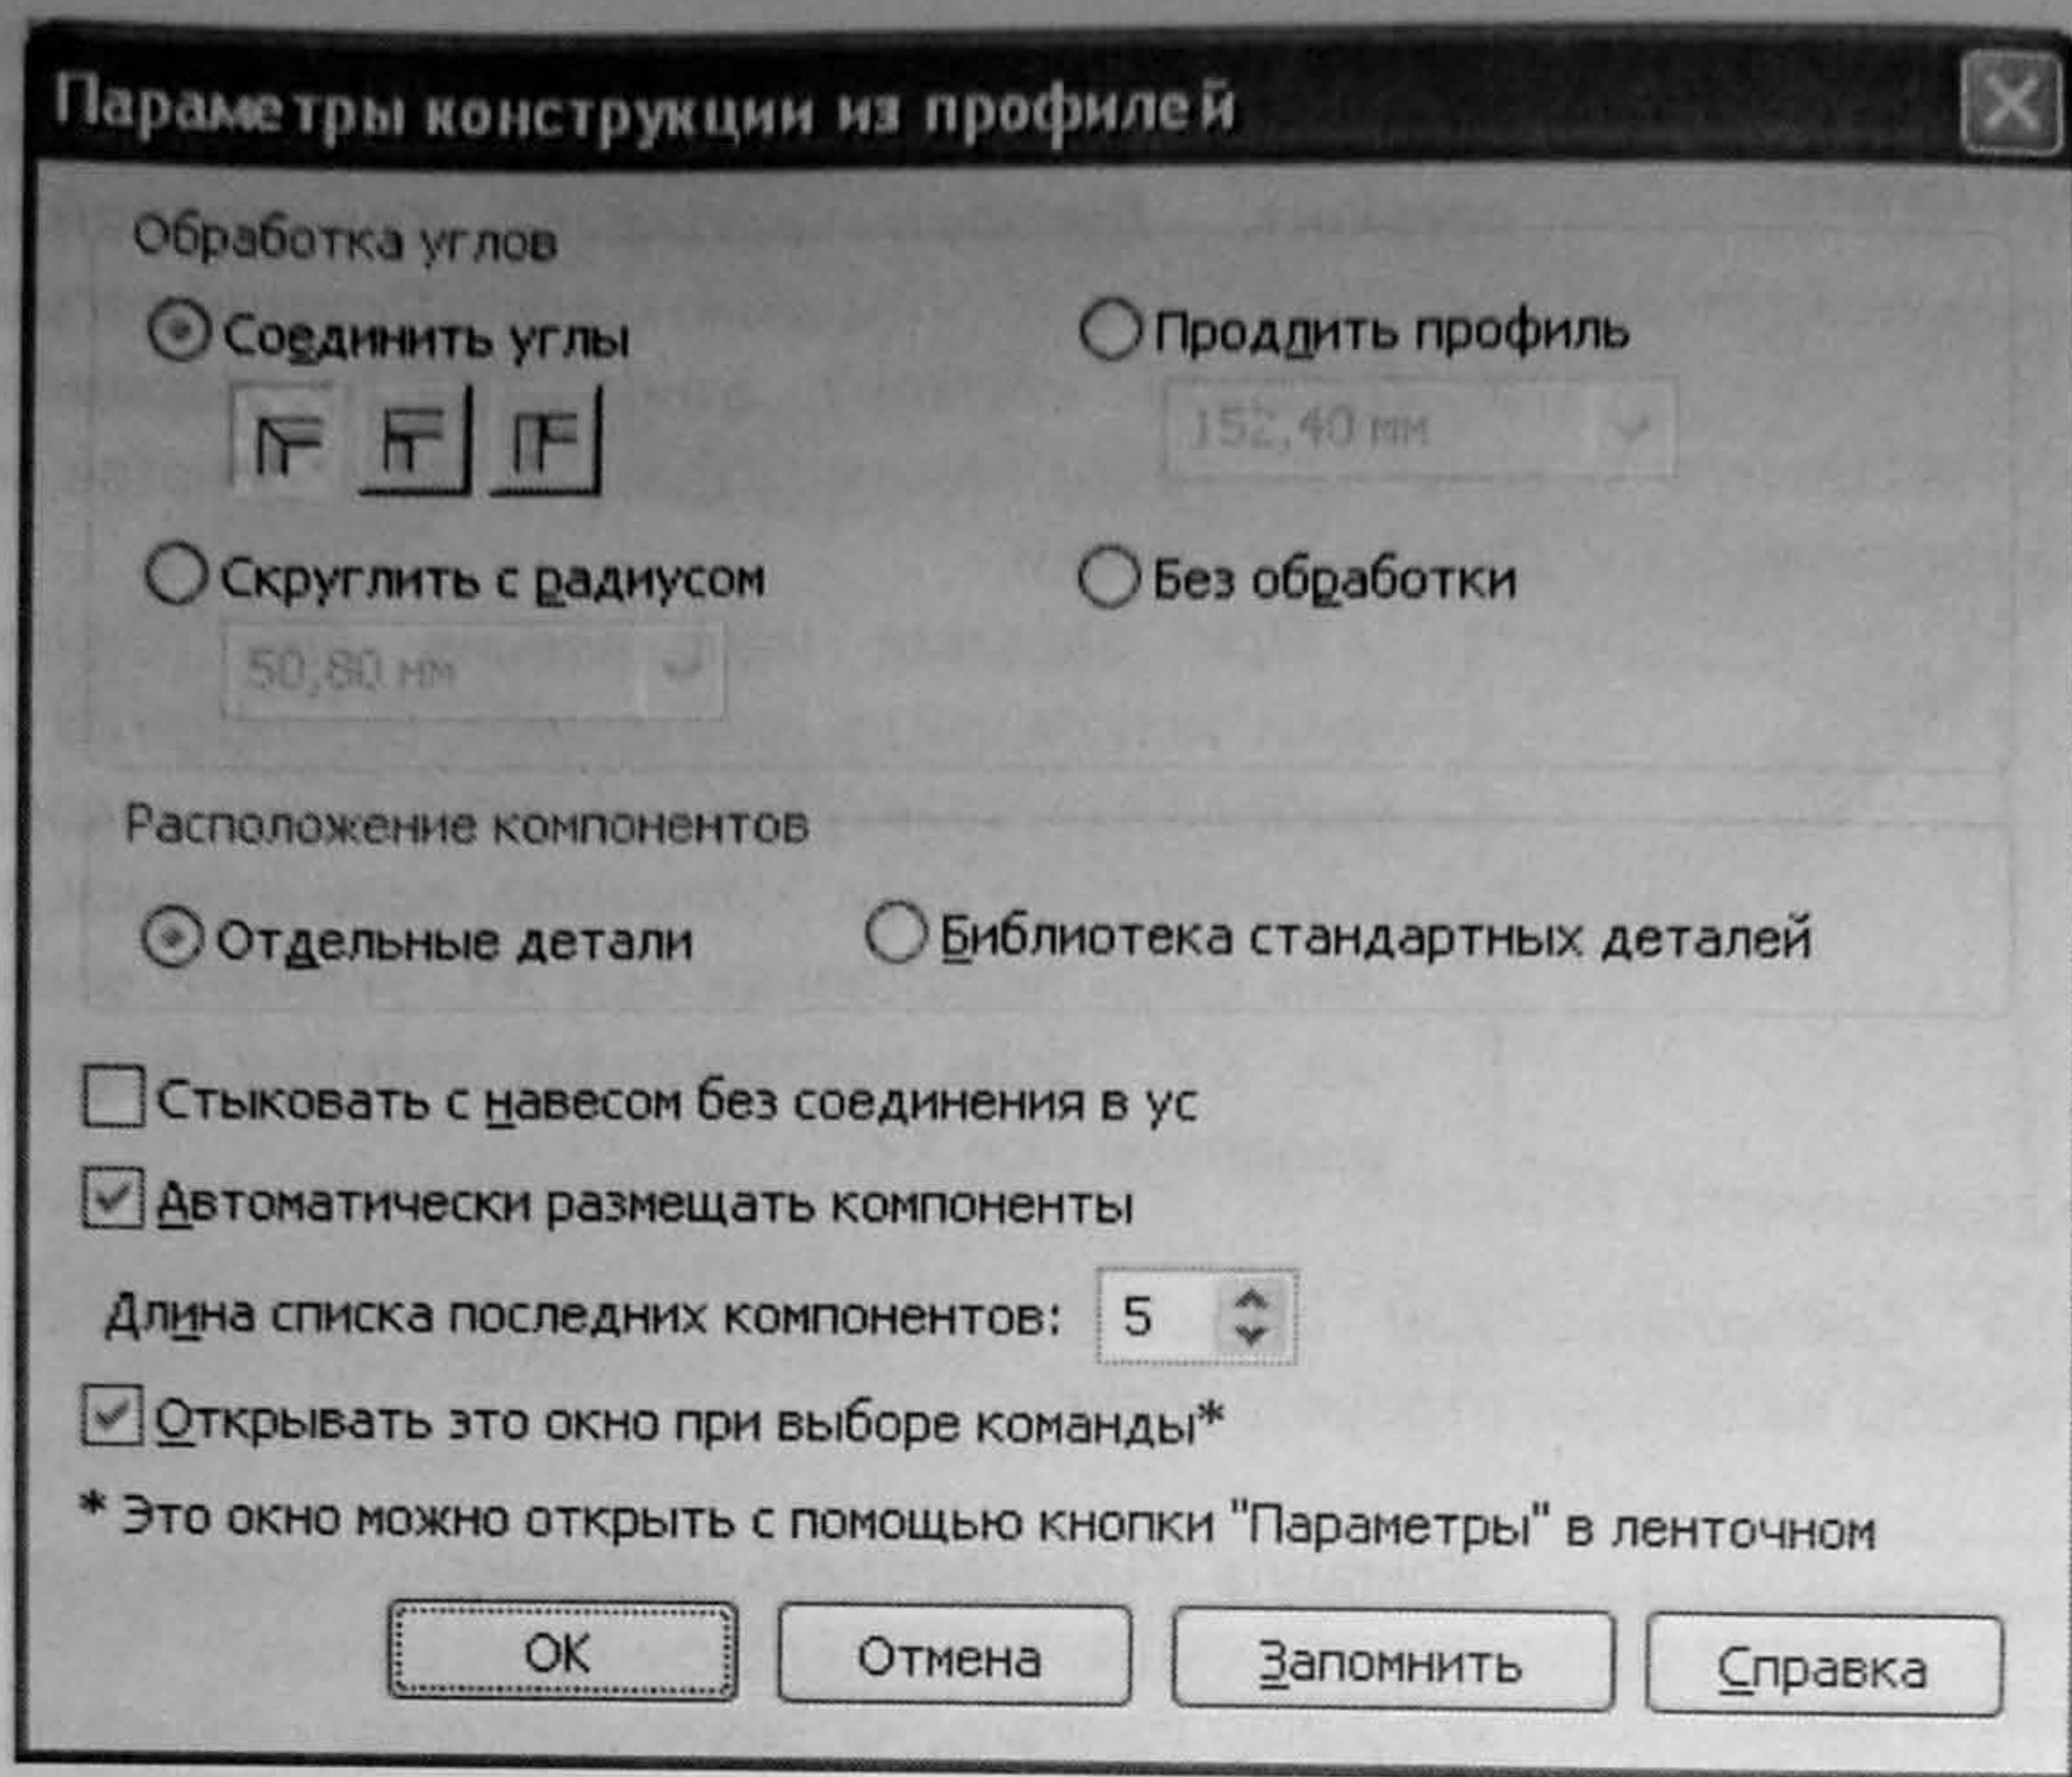 Параметры конструкции из профилей
Обработка углов
Соединить углы
Продлить профиль
152,40 мм
Скруглить с радиусом
Без обработки
50,80 мм
Расположение компонентов
Отдельные детали
Библиотека стандартных деталей
Стыковать с навесом без соединения в ус
Автоматически размещать компоненты
Длина списка последних компонентов: 5
Открывать это окно при выборе команды*
* Это окно можно открыть с помощью кнопки "Параметры" в ленточном
ОК Отмена Запомнить Справка